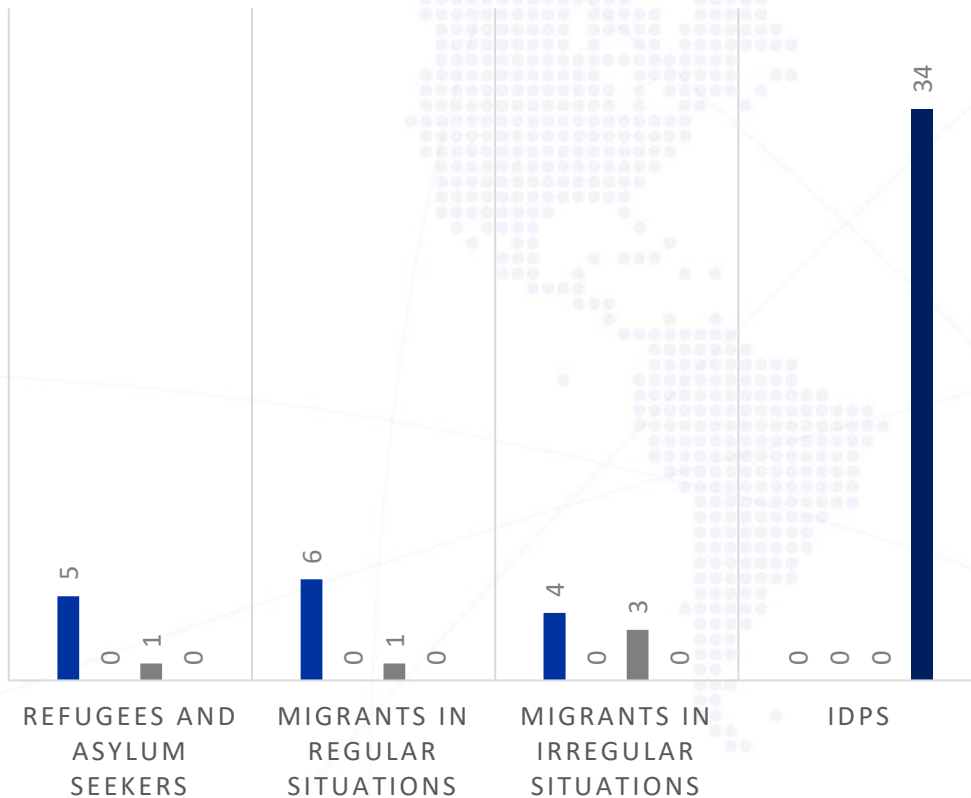 34
5
0
1
0
6
0
1
0
4
0
3
0
0
0
0
REFUGEES AND
ASYLUM
SEEKERS
MIGRANTS IN
REGULAR
SITUATIONS
MIGRANTS IN
IRREGULAR
SITUATIONS
IDPS